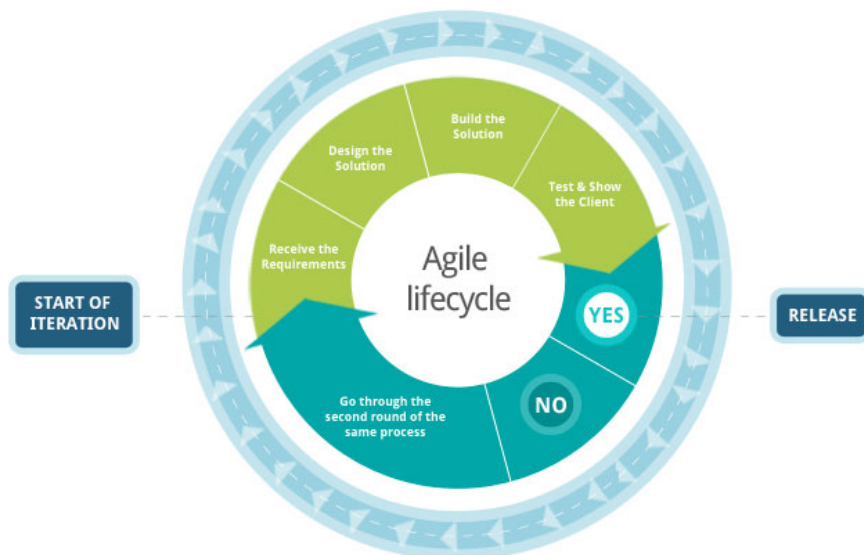 Build the
Solution
Design the
Solution
Test & Show
the Client
Receive the
Requirements
Agile
lifecycle
START OF
ITERATION
YES
RELEASE
NO
Go through the
second round of the
same process